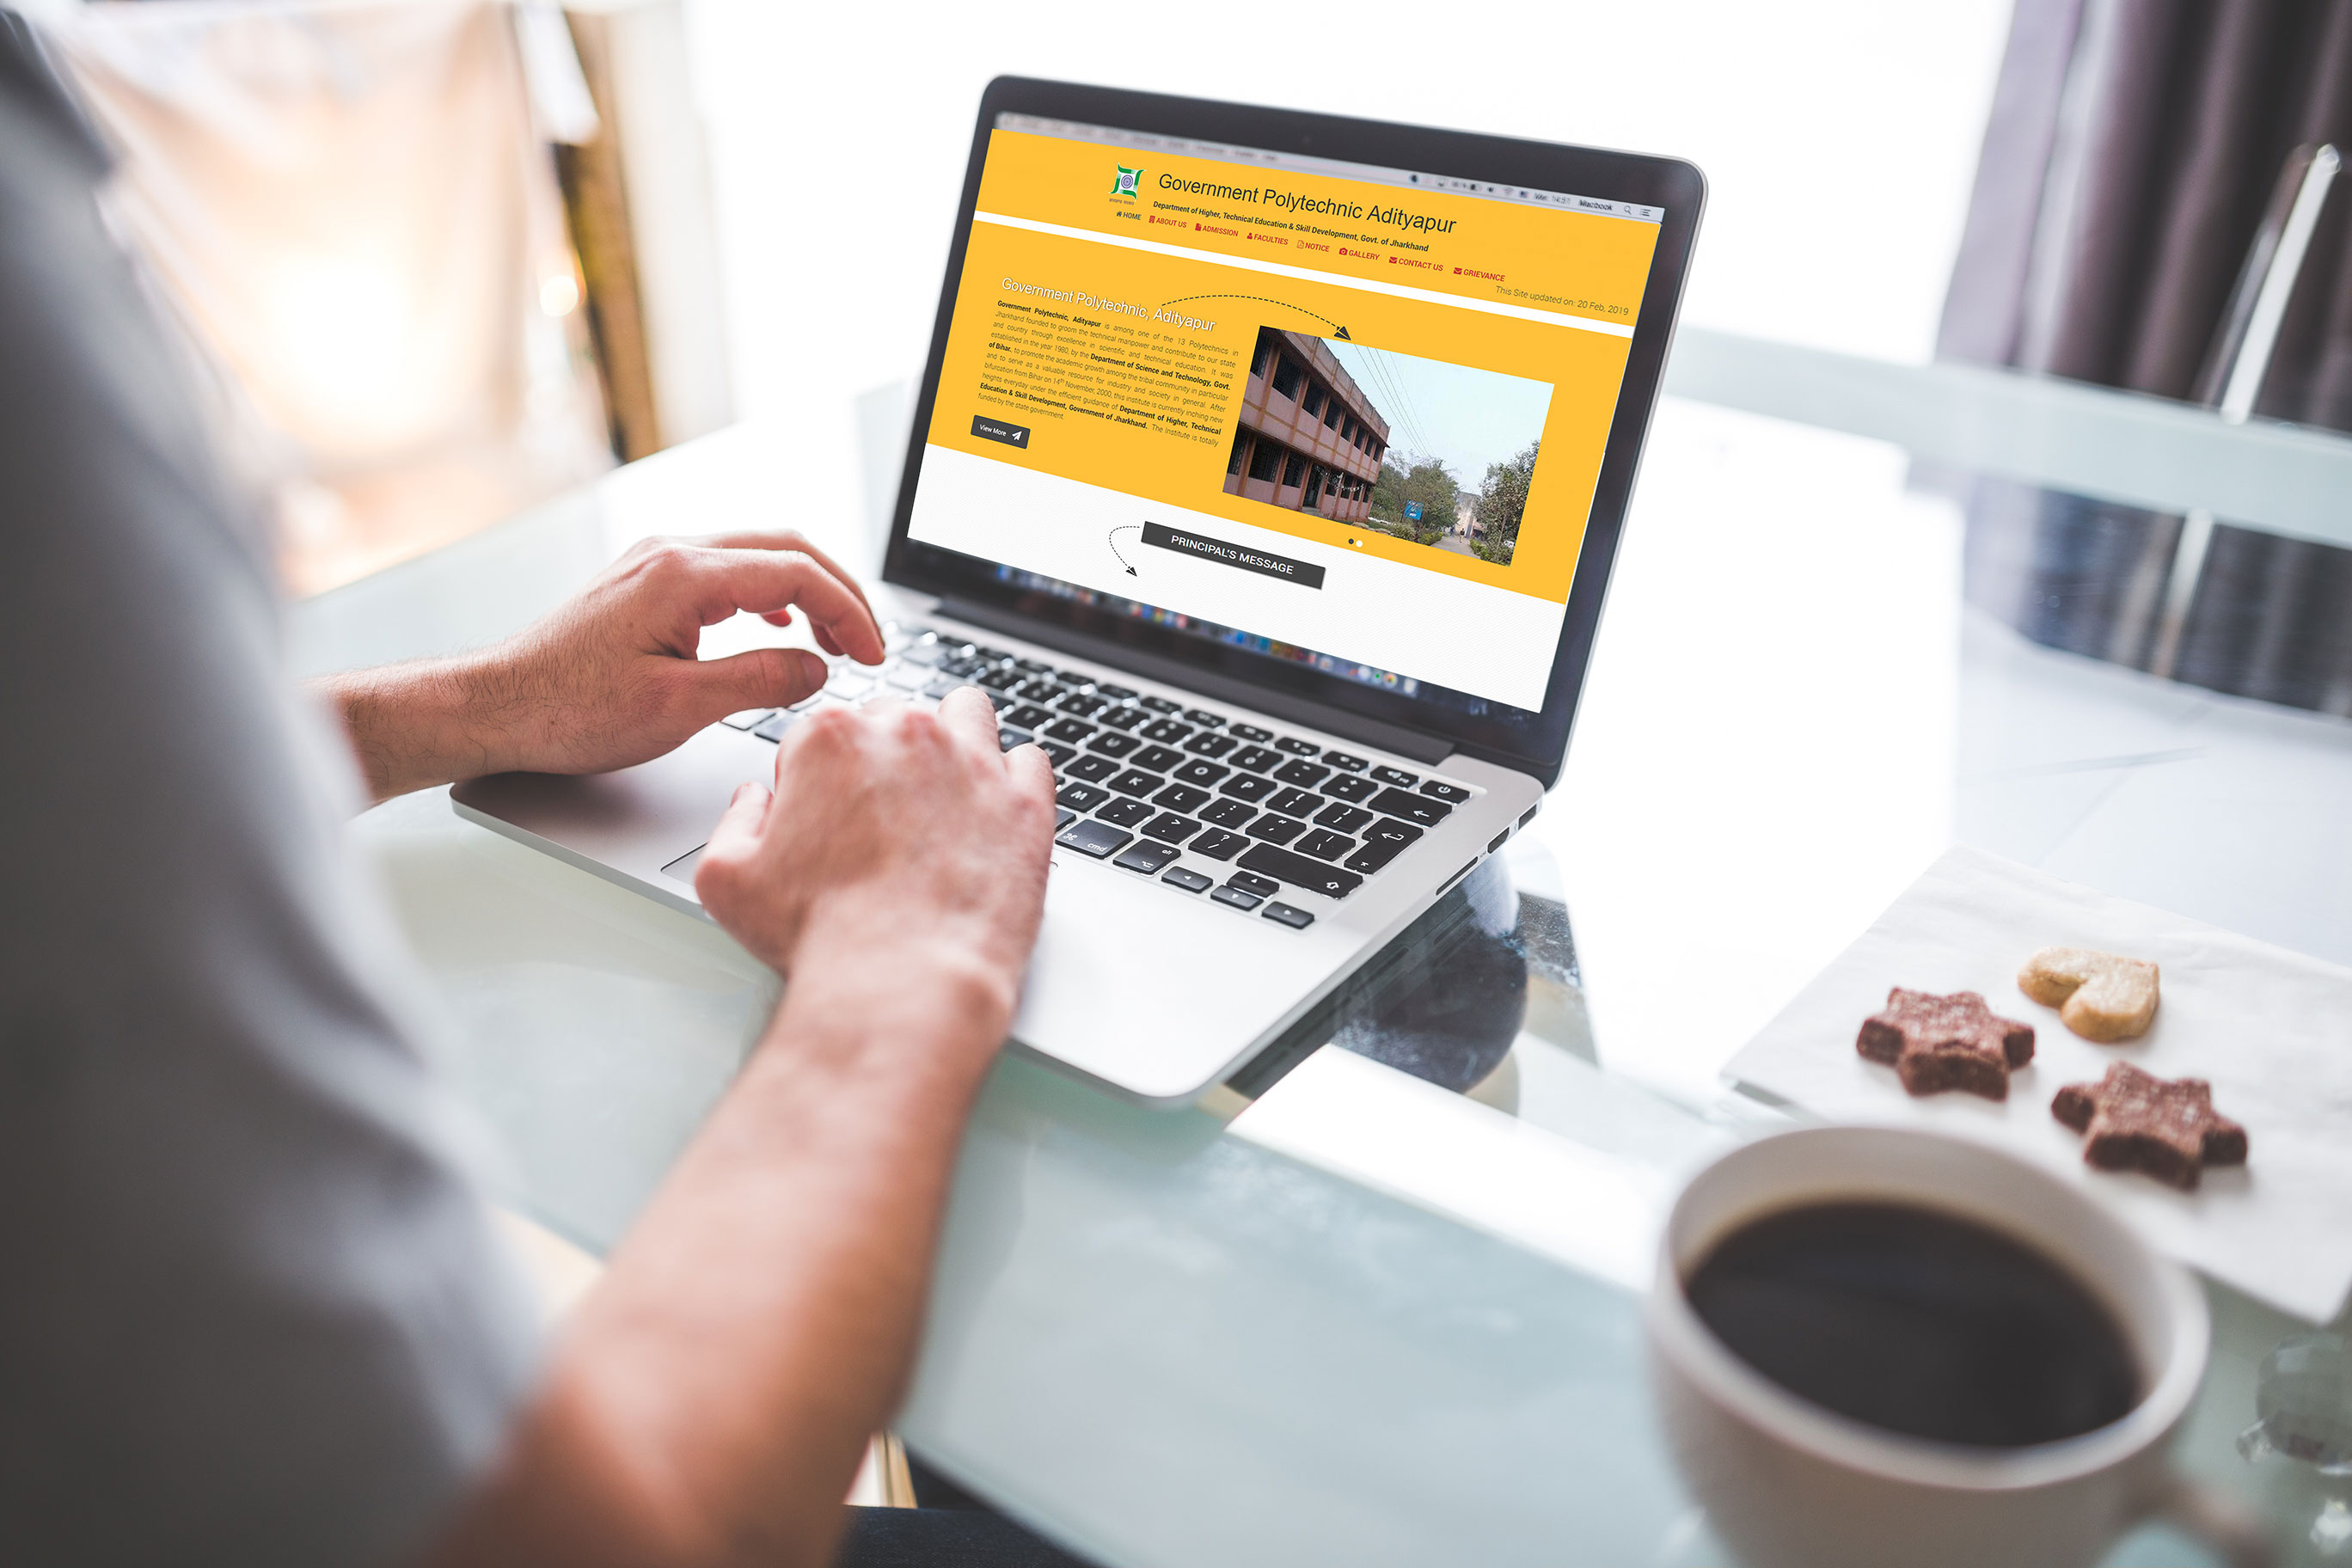 Wed 14:51 Macbook
Government Polytechnic Adityapur
Department of Higher, Technical Education & Skill Development, Govt. of Jharkhand
HOME ABOUT US ADMISSION FACULTIES NOTICE GALLERY CONTACT US GRIEVANCE
This Site updated on: 20 Feb, 2019
Government Polytechnic, Adityapur
Government Polytechnic, Adityapur is among one of the 13 Polytechnics in
Jharkhand founded to groom the technical manpower and contribute to our state
and country through excellence in scientific and technical education. It was
established in the year 1980, by the Department of Science and Technology, Govt.
of Bihar, to promote the academic growth among the tribal community in particular
and to serve as a valuable resource for industry and society in general. After
bifurcation from Bihar on 14th November, 2000, this institute is currently inching new
heights everyday under the efficient guidance of Department of Higher, Technical
Education & Skill Development, Government of Jharkhand. The Institute is totally
funded by the state government.
View More
PRINCIPAL'S MESSAGE
I O P
J K L
M
cmd alt